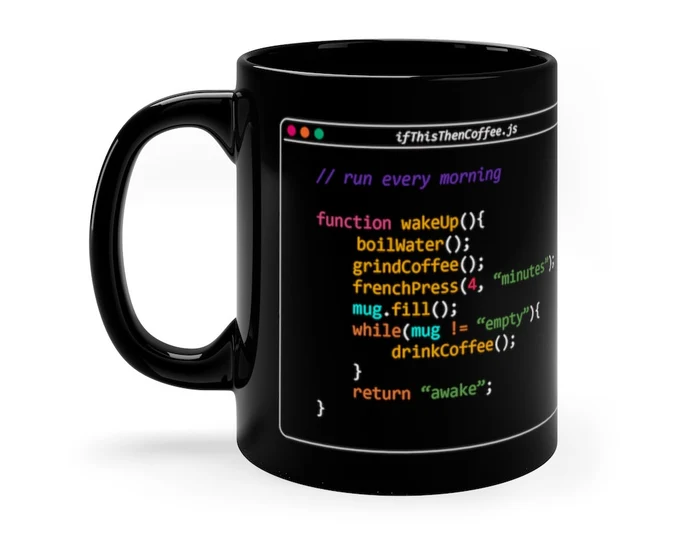 ifThisThenCoffee.js
// run every morning
function wakeUp(){
boilWater();
grindCoffee();
frenchPress(4, “minutes”);
mug.fill();
while(mug != “empty”){
drinkCoffee();
}
return “awake”;
}